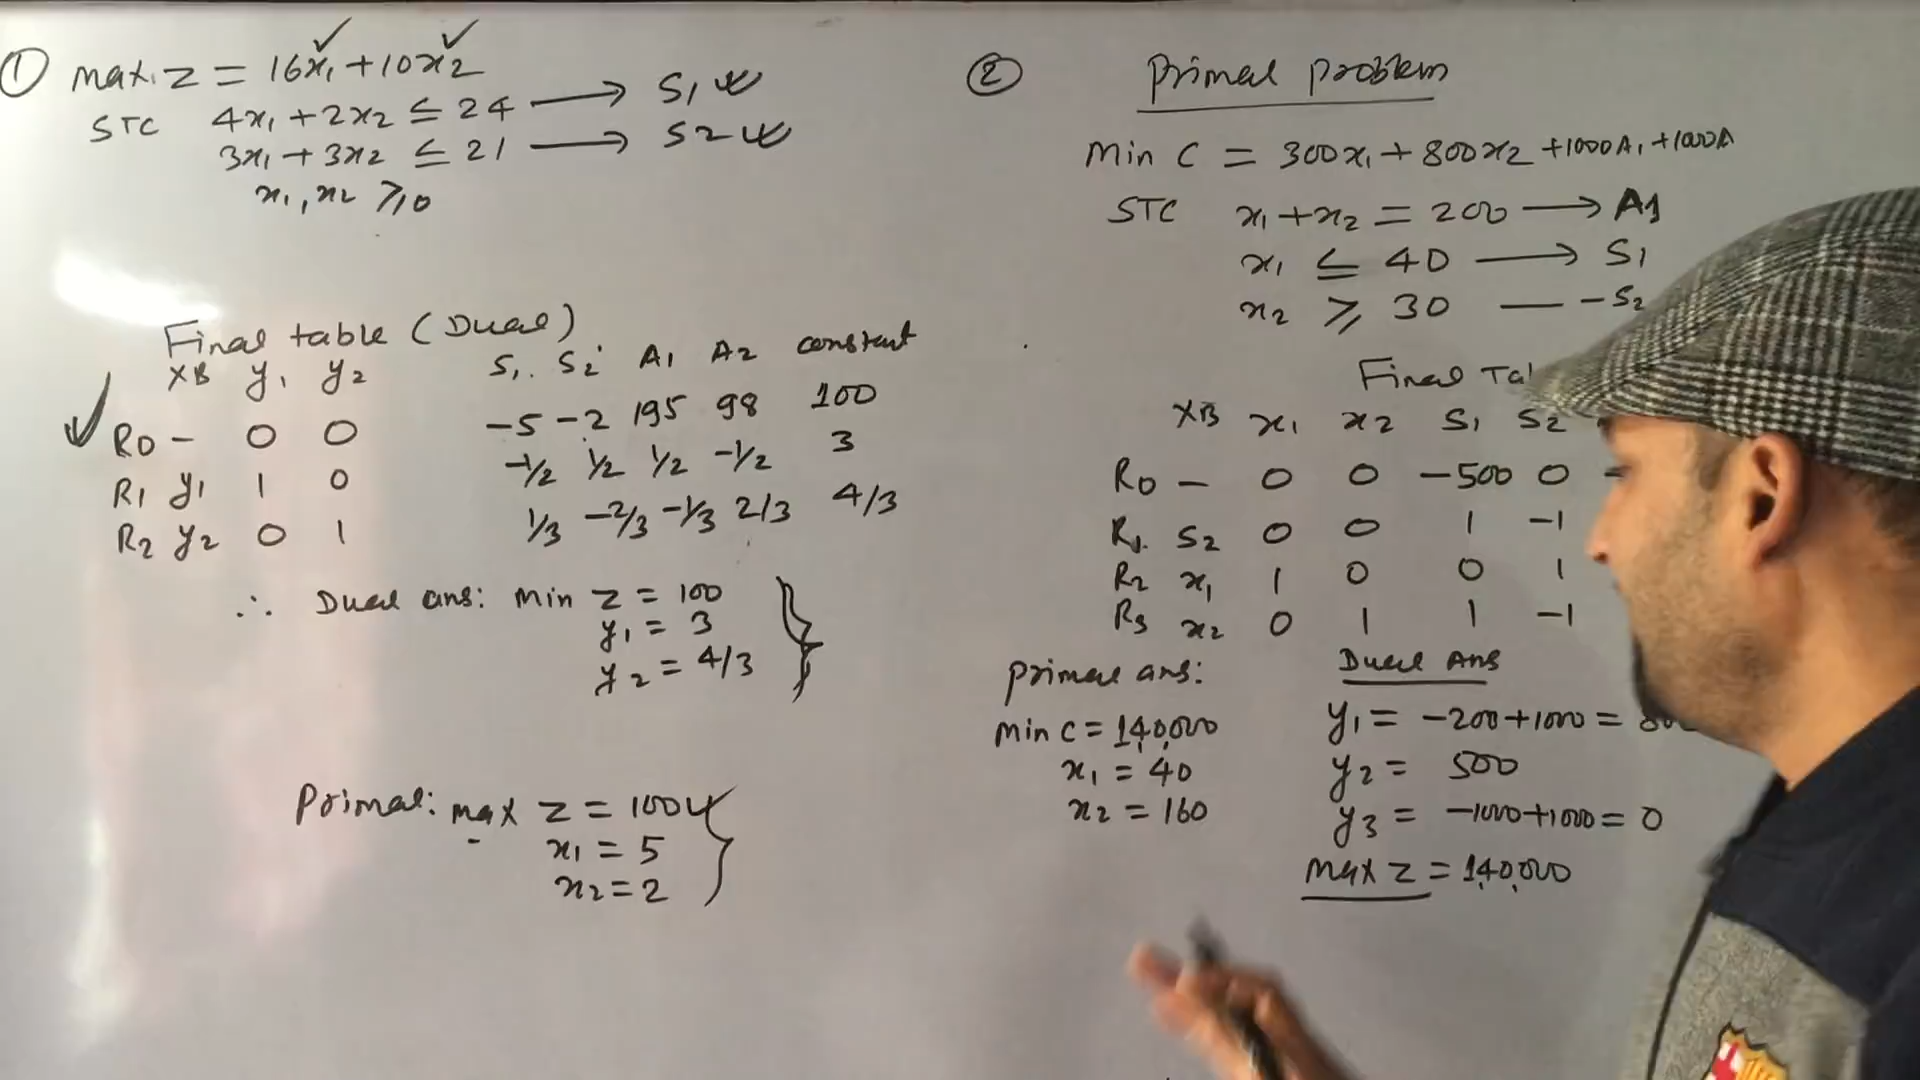 ① max. Z = 16x₁ + 10x₂
STC 4x₁ + 2x₂ ≤ 24 → S₁
3x₁ + 3x₂ ≤ 21 → S2
x₁, x₂ ≥ 0
Final table (Dual)
XB y₁ y₂ S₁. S₂ A₁ A₂ constant
R0 - 0 0 -5 -2 195 98 100
R₁ y₁ 1 0 -1/2 1/2 1/2 -1/2 3
R₂ y₂ 0 1 1/3 -2/3 -1/3 2/3 4/3
∴ Dual ans: Min Z = 100
y₁ = 3
y₂ = 4/3
Primal: max Z = 100
x₁ = 5
x₂ = 2
② Primal problem
Min C = 300x₁ + 800x₂ + 1000A₁ + 1000A
STC x₁ + x₂ = 200 → A1
x₁ ≤ 40 → S₁
x₂ ≥ 30 — -S₂
Final Ta
XB x₁ x₂ S₁ S₂
R0 - 0 0 -500 0
R₁. S₂ 0 0 1 -1
R₂ x₁ 1 0 0 1
R₃ x₂ 0 1 1 -1
Primal ans:
Min C = 1,40,000
x₁ = 40
x₂ = 160
Dual Ans
y₁ = -200 + 1000 = 80
y₂ = 500
y₃ = -1000 + 1000 = 0
Max Z = 1,40,000